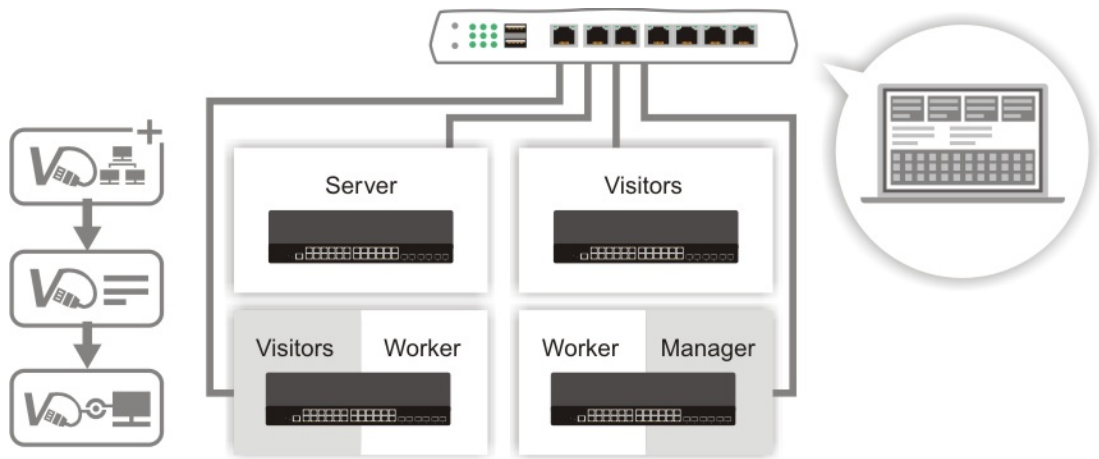 Server
Visitors
Visitors Worker
Worker Manager
V
V
V